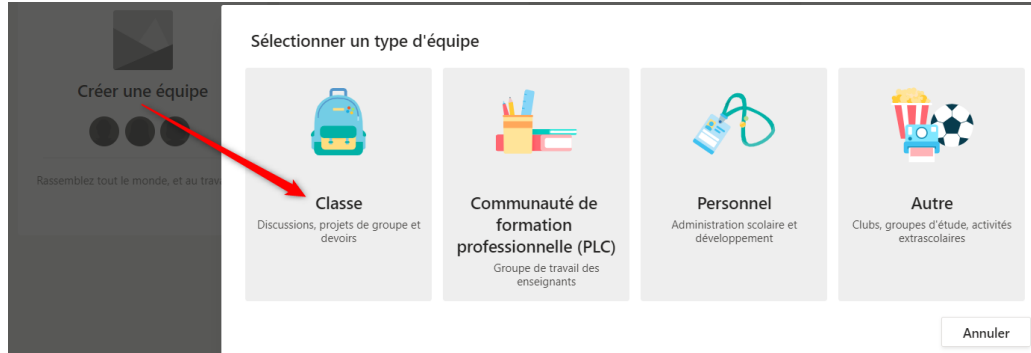 Sélectionner un type d'équipe
Créer une équipe
Rassemblez tout le monde, et au trav
Classe
Discussions, projets de groupe et
devoirs
Communauté de
formation
professionnelle (PLC)
Groupe de travail des
enseignants
Personnel
Administration scolaire et
développement
Autre
Clubs, groupes d'étude, activités
extrascolaires
Annuler